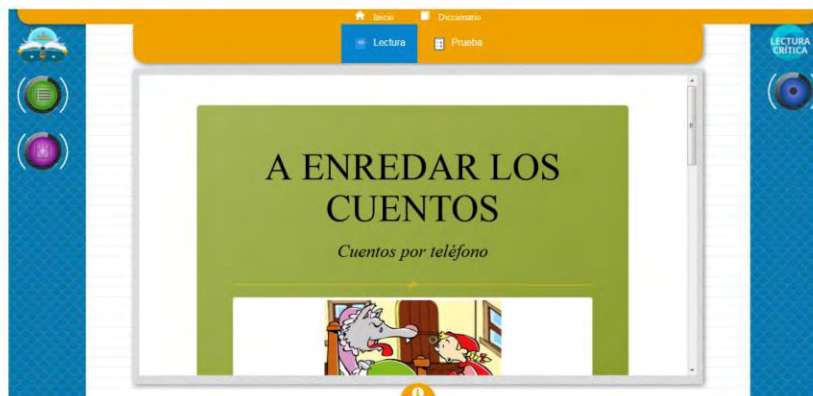 Inicio Diccionario
Lectura Prueba
LECTURA
CRÍTICA
A ENREDAR LOS
CUENTOS
Cuentos por teléfono